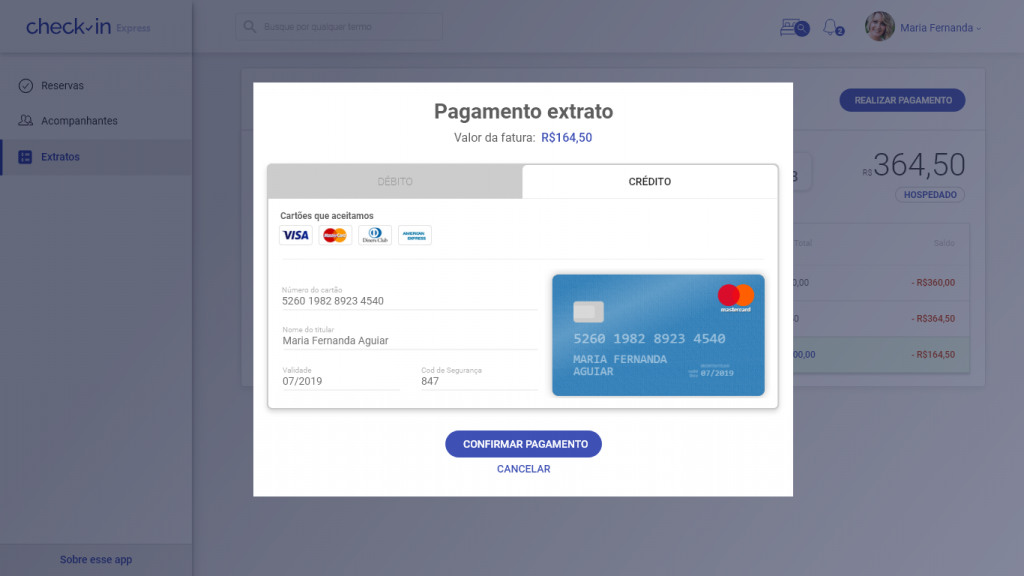 check-in Express
Busque por qualquer termo
2
Maria Fernanda
Reservas
Acompanhantes
Extratos
Sobre esse app
REALIZAR PAGAMENTO
R$364,50
HOSPEDADO
Total
Saldo
0,00
- R$360,00
- R$364,50
00,00
- R$164,50
Pagamento extrato
Valor da fatura: R$164,50
DÉBITO
CRÉDITO
Cartões que aceitamos
VISA
MasterCard
Diners Club
AMERICAN EXPRESS
Número do cartão
5260 1982 8923 4540
Nome do titular
Maria Fernanda Aguiar
Validade
07/2019
Cod de Segurança
847
mastercard
5260 1982 8923 4540
MARIA FERNANDA
AGUIAR
07/2019
CONFIRMAR PAGAMENTO
CANCELAR